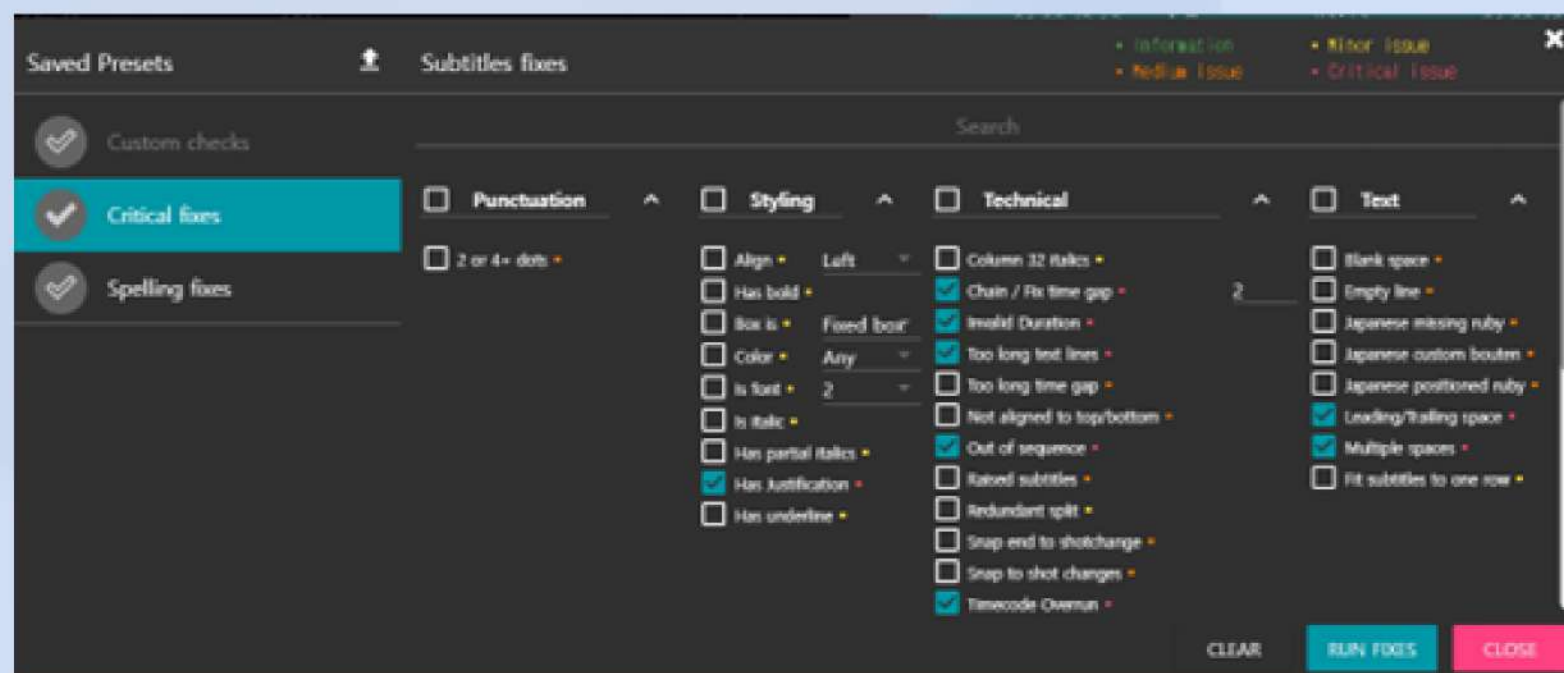 Saved Presets
Custom checks
Critical fixes
Spelling fixes
Subtitles fixes
• Information
• Minor issue
• Medium issue
• Critical issue
Search
Punctuation
2 or 4+ dots
Styling
Align Left
Has bold
Box is Fixed box
Color Any
Is font 2
Is italic
Has partial italics
Has Justification
Has underline
Technical
Column 32 italics
Chain / Fix time gap 2
Invalid Duration
Too long text lines
Too long time gap
Not aligned to top/bottom
Out of sequence
Raised subtitles
Redundant split
Snap end to shotchange
Snap to shot changes
Timecode Overrun
Text
Blank space
Empty line
Japanese missing ruby
Japanese custom bouten
Japanese positioned ruby
Leading/Trailing space
Multiple spaces
Fit subtitles to one row
CLEAR
RUN FIXES
CLOSE